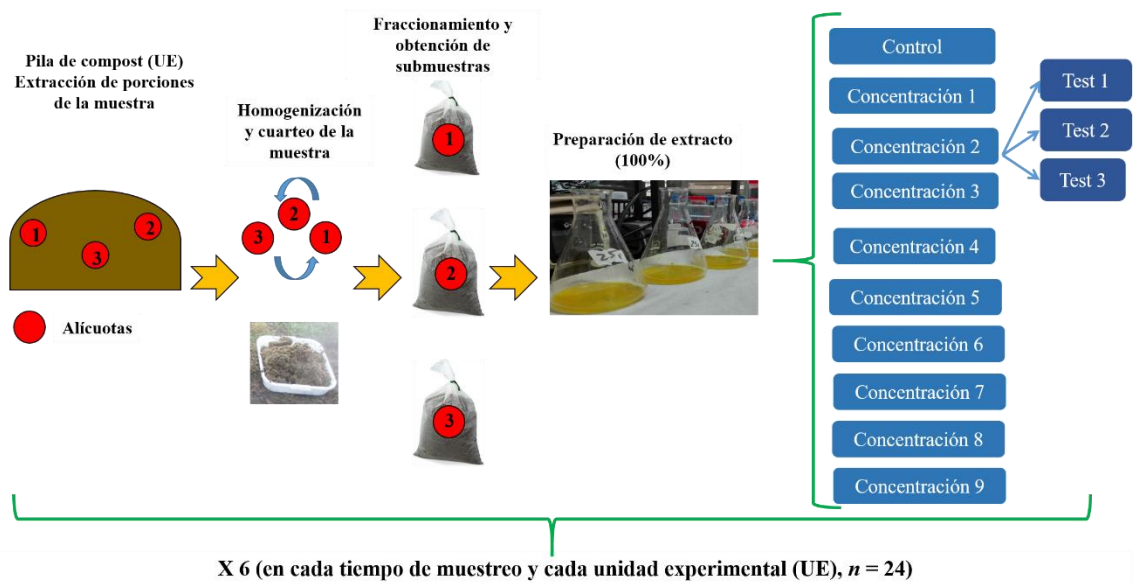 Pila de compost (UE)
Extracción de porciones
de la muestra
1
2
3
Alícuotas
Homogenización
y cuarteo de la
muestra
2
3
1
Fraccionamiento y
obtención de
submuestras
1
2
3
Preparación de extracto
(100%)
Control
Concentración 1
Concentración 2
Concentración 3
Concentración 4
Concentración 5
Concentración 6
Concentración 7
Concentración 8
Concentración 9
Test 1
Test 2
Test 3
X 6 (en cada tiempo de muestreo y cada unidad experimental (UE), n = 24)